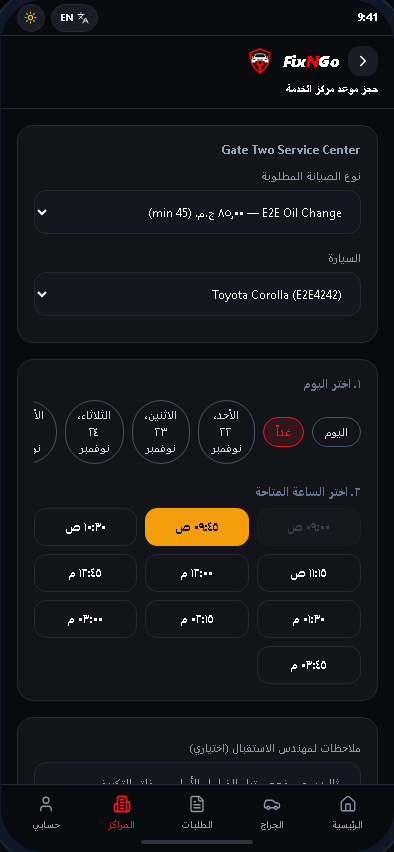 EN
9:41
FixNGo
حجز موعد مركز الخدمة
Gate Two Service Center
نوع الصيانة المطلوبة
E2E Oil Change — ٨٥٫٠٠ ج.م. (45 min)
السيارة
Toyota Corolla (E2E4242)
١. اختر اليوم
اليوم
غداً
الأحد، ٢٢ نوفمبر
الاثنين، ٢٣ نوفمبر
الثلاثاء، ٢٤ نوفمبر
٢. اختر الساعة المتاحة
٠٩:٠٠ ص
٠٩:٤٥ ص
١٠:٣٠ ص
١١:١٥ ص
١٢:٠٠ م
١٢:٤٥ م
٠١:٣٠ م
٠٢:١٥ م
٠٣:٠٠ م
٠٣:٤٥ م
ملاحظات لمهندس الاستقبال (اختياري)
الرئيسية
الجراج
الطلبات
المراكز
حسابي